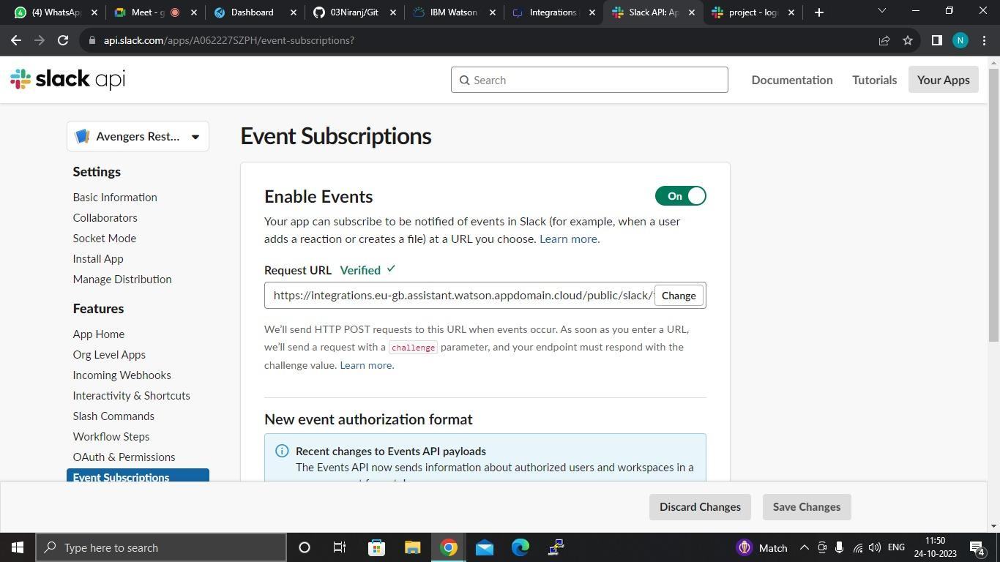 (4) WhatsAp
Meet - g
Dashboard
03Niranj/Git
IBM Watson
Integrations
Slack API: Ap
project - log
api.slack.com/apps/A062227SZPH/event-subscriptions?
N
slack api
Search
Documentation
Tutorials
Your Apps
Avengers Rest...
Event Subscriptions
Settings
Basic Information
Collaborators
Socket Mode
Install App
Manage Distribution
Features
App Home
Org Level Apps
Incoming Webhooks
Interactivity & Shortcuts
Slash Commands
Workflow Steps
OAuth & Permissions
Event Subscriptions
Enable Events
On
Your app can subscribe to be notified of events in Slack (for example, when a user
adds a reaction or creates a file) at a URL you choose. Learn more.
Request URL Verified ✓
https://integrations.eu-gb.assistant.watson.appdomain.cloud/public/slack/
Change
We'll send HTTP POST requests to this URL when events occur. As soon as you enter a URL,
we'll send a request with a challenge parameter, and your endpoint must respond with the
challenge value. Learn more.
New event authorization format
Recent changes to Events API payloads
The Events API now sends information about authorized users and workspaces in a
Discard Changes
Save Changes
Type here to search
Match
ENG
11:50
24-10-2023
4